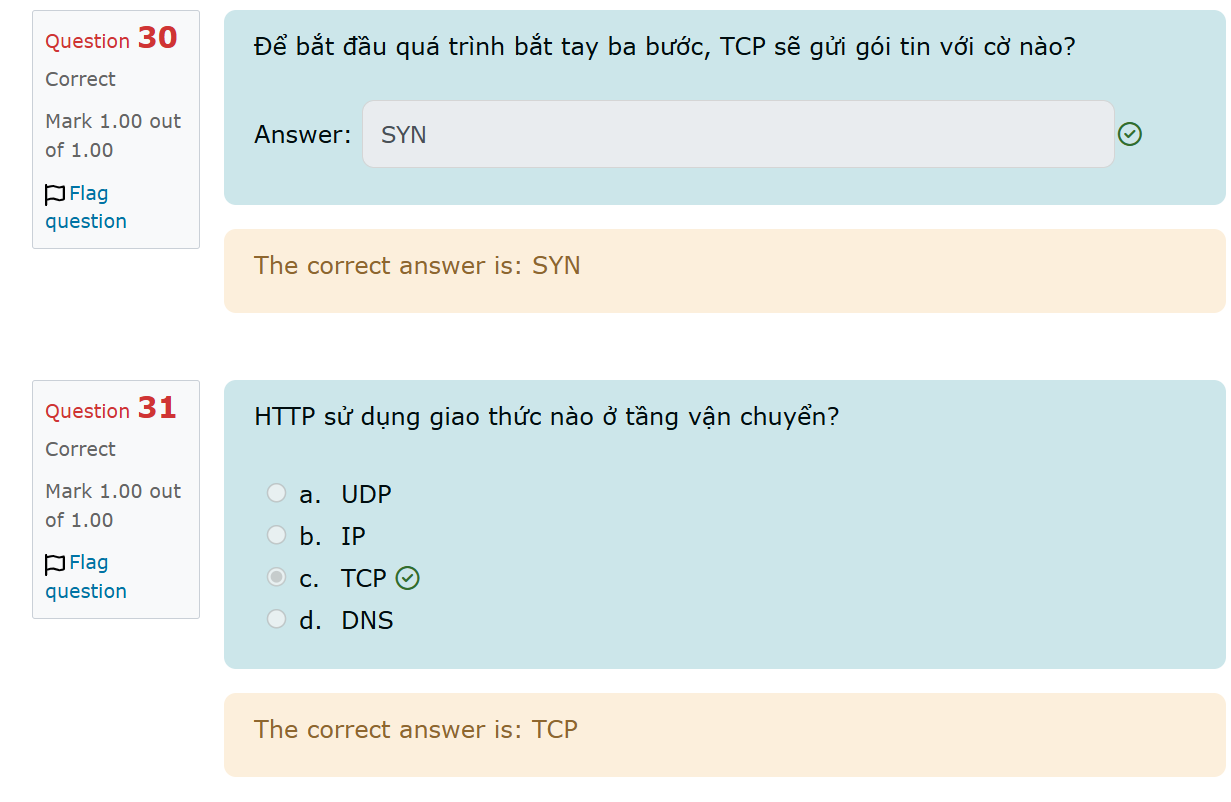 Question 30
Correct
Mark 1.00 out
of 1.00
Flag
question
Để bắt đầu quá trình bắt tay ba bước, TCP sẽ gửi gói tin với cờ nào?
Answer: SYN
The correct answer is: SYN
Question 31
Correct
Mark 1.00 out
of 1.00
Flag
question
HTTP sử dụng giao thức nào ở tầng vận chuyển?
a. UDP
b. IP
c. TCP
d. DNS
The correct answer is: TCP